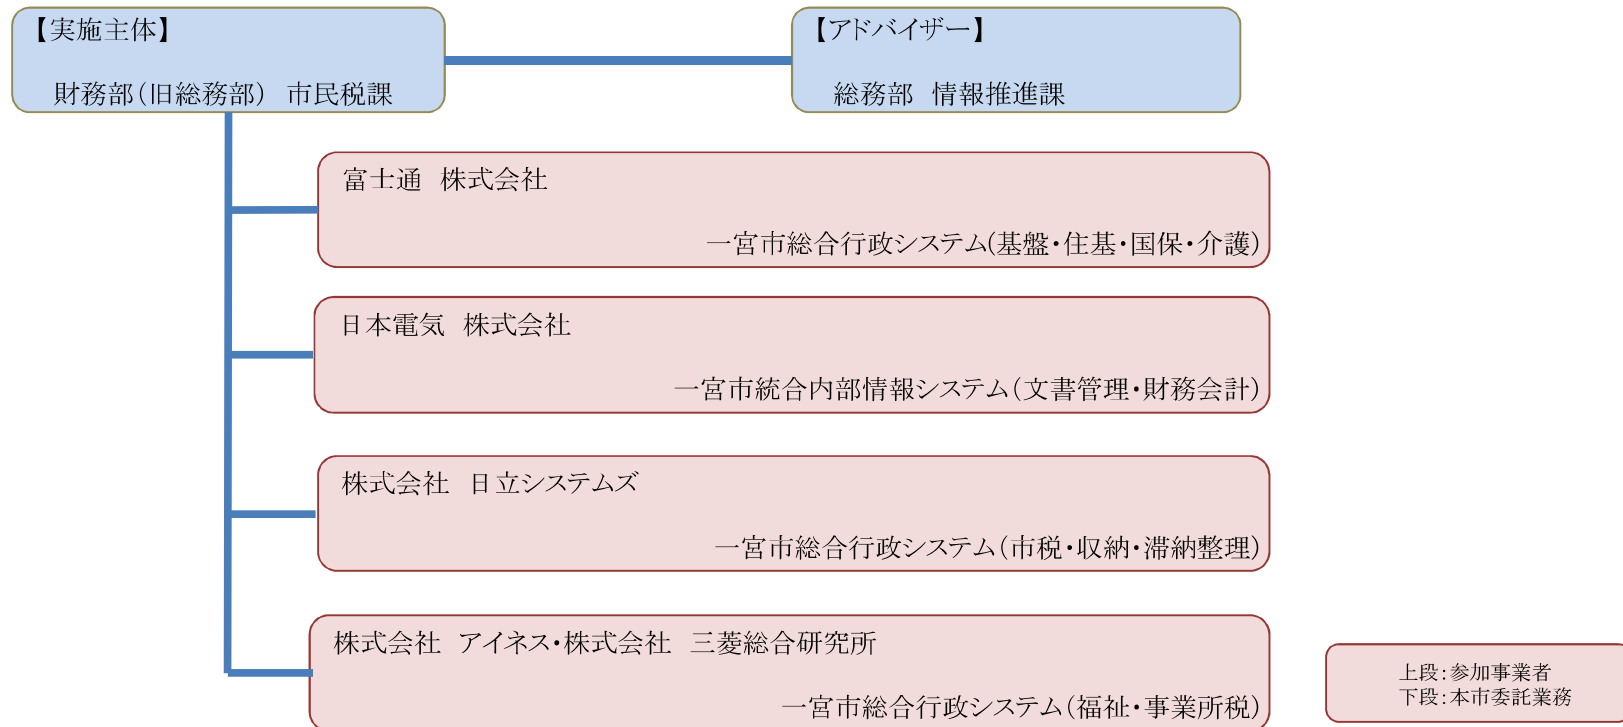 【実施主体】
財務部（旧総務部）　市民税課
【アドバイザー】
総務部　情報推進課
富士通　株式会社
一宮市総合行政システム(基盤・住基・国保・介護）
日本電気　株式会社
一宮市統合内部情報システム（文書管理・財務会計）
株式会社　日立システムズ
一宮市総合行政システム（市税・収納・滞納整理）
株式会社　アイネス・株式会社　三菱総合研究所
一宮市総合行政システム（福祉・事業所税）
上段：参加事業者
下段：本市委託業務